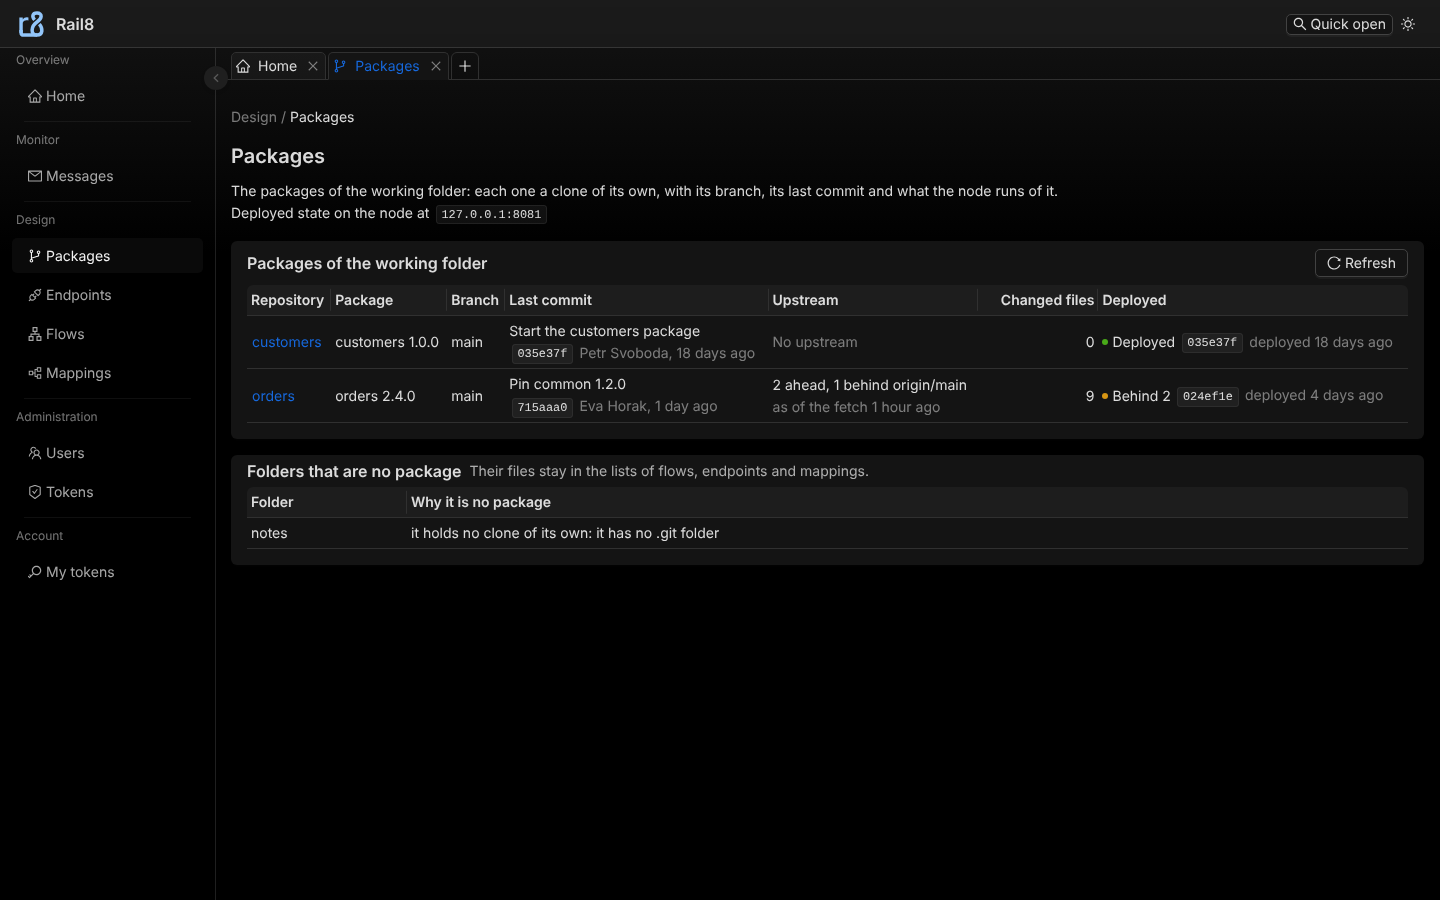 Rail8
Quick open
Overview
Home
Monitor
Messages
Design
Packages
Endpoints
Flows
Mappings
Administration
Users
Tokens
Account
My tokens
Home
Packages
Design / Packages
Packages
The packages of the working folder: each one a clone of its own, with its branch, its last commit and what the node runs of it.
Deployed state on the node at 127.0.0.1:8081
Packages of the working folder
Refresh
Repository Package Branch Last commit Upstream Changed files Deployed
customers customers 1.0.0 main Start the customers package No upstream 0 Deployed 035e37f deployed 18 days ago
035e37f Petr Svoboda, 18 days ago
orders orders 2.4.0 main Pin common 1.2.0 2 ahead, 1 behind origin/main 9 Behind 2 024ef1e deployed 4 days ago
715aaa0 Eva Horak, 1 day ago as of the fetch 1 hour ago
Folders that are no package Their files stay in the lists of flows, endpoints and mappings.
Folder Why it is no package
notes it holds no clone of its own: it has no .git folder